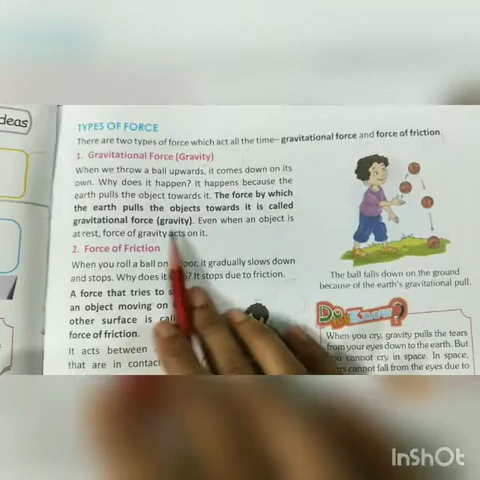 deas
TYPES OF FORCE
There are two types of force which act all the time– gravitational force and force of friction.
1. Gravitational Force (Gravity)
When we throw a ball upwards, it comes down on its
own. Why does it happen? It happens because the
earth pulls the object towards it. The force by which
the earth pulls the objects towards it is called
gravitational force (gravity). Even when an object is
at rest, force of gravity acts on it.
2. Force of Friction
When you roll a ball on floor, it gradually slows down
and stops. Why does it? It stops due to friction.
A force that tries to
an object moving on
other surface is
force of friction.
It acts between
that are in contact
The ball falls down on the ground
because of the earth's gravitational pull.
Do Know?
When you cry, gravity pulls the tears
from your eyes down to the earth. But
you cannot cry in space. In space,
cannot fall from the eyes due to
InShOt